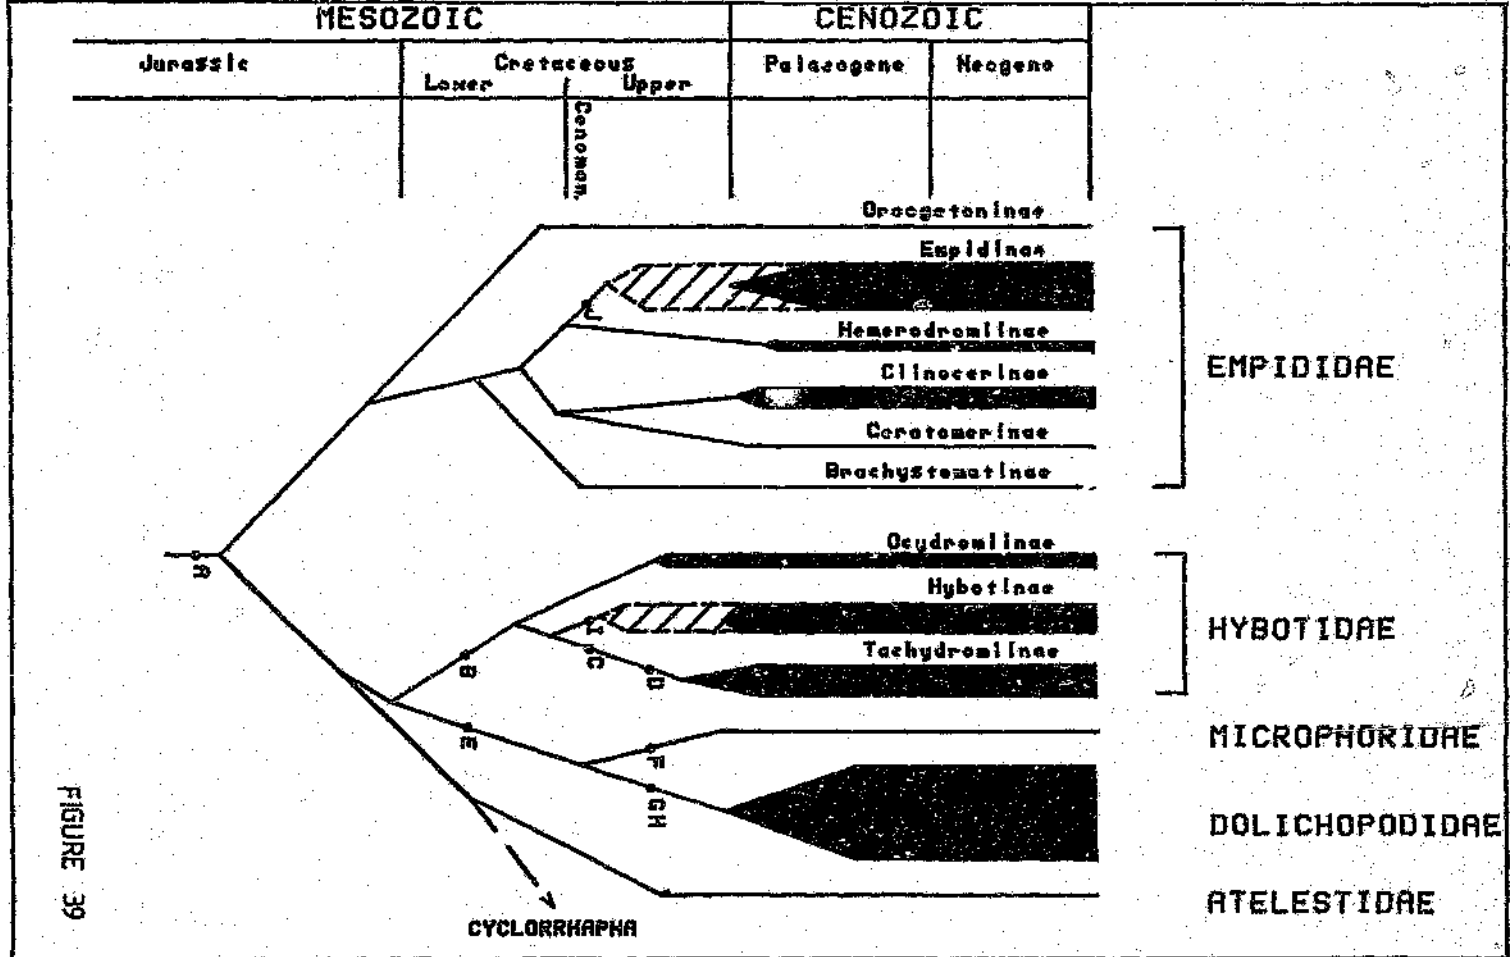 MESOZOIC CENOZOIC
Jurassic Cretaceous Palaeogene Neogene
Lower Upper
Cenoman.
Oreogetoninae
Empidinae
Hemerodromiinae
Clinocerinae
Ceratomerinae
Brachystomatinae
EMPIDIDAE
A
J
Ocydromiinae
Hybotinae
Tachydromiinae
HYBOTIDAE
I
B C D
E F
GH
MICROPHORIDAE
DOLICHOPODIDAE
ATELESTIDAE
CYCLORRHAPHA
FIGURE 39